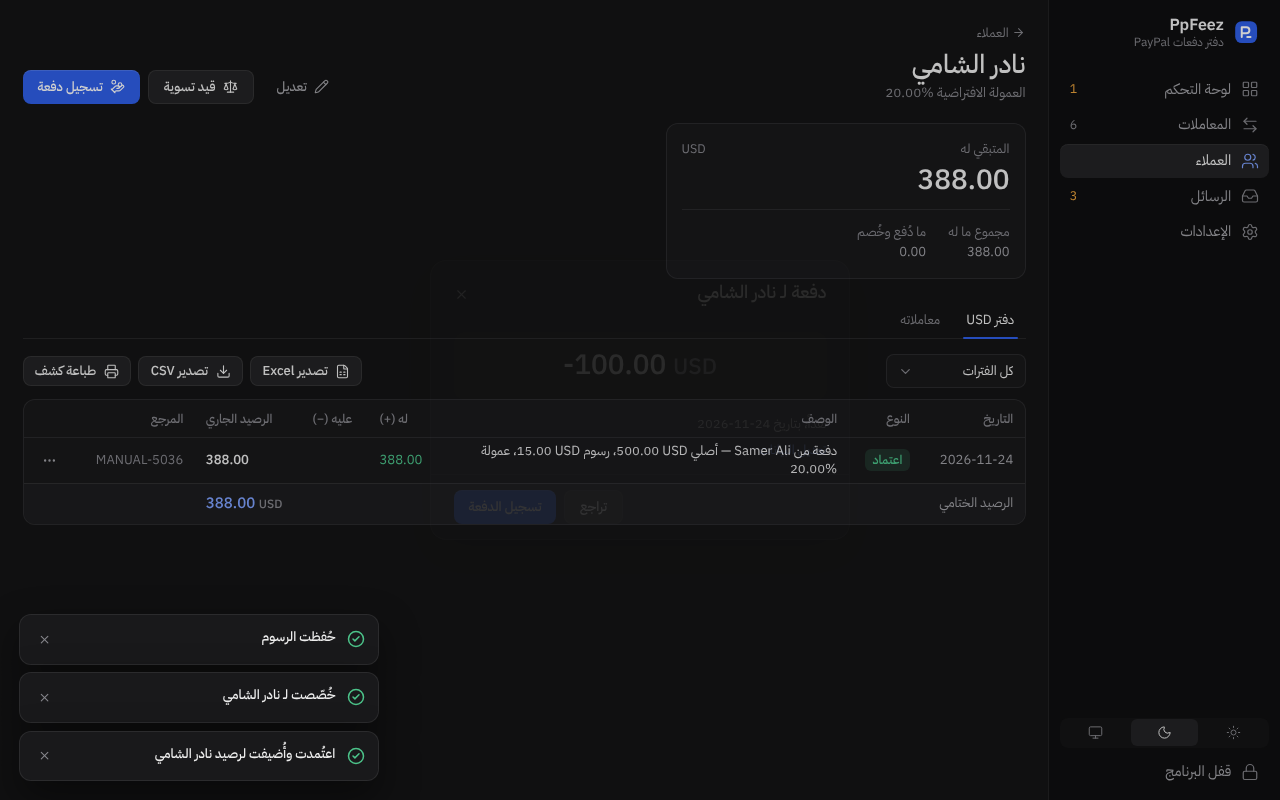 PpFeez
دفتر دفعات PayPal
لوحة التحكم 1
المعاملات 6
العملاء
الرسائل 3
الإعدادات
قفل البرنامج
العملاء
نادر الشامي
العمولة الافتراضية 20.00%
تعديل
قيد تسوية
تسجيل دفعة
المتبقي له USD
388.00
مجموع ما له ما دُفع وخُصم
388.00 0.00
دفعة لـ نادر الشامي
-100.00 USD
بتاريخ 2026-11-24
تراجع تسجيل الدفعة
دفتر USD معاملاته
كل الفترات
تصدير Excel تصدير CSV طباعة كشف
التاريخ النوع الوصف له (+) عليه (−) الرصيد الجاري المرجع
2026-11-24 اعتماد دفعة من Samer Ali — أصلي 500.00 USD، رسوم 15.00 USD، عمولة 388.00 388.00 MANUAL-5036
20.00%
الرصيد الختامي 388.00 USD
حُفظت الرسوم
خُصّصت لـ نادر الشامي
اعتُمدت وأُضيفت لرصيد نادر الشامي